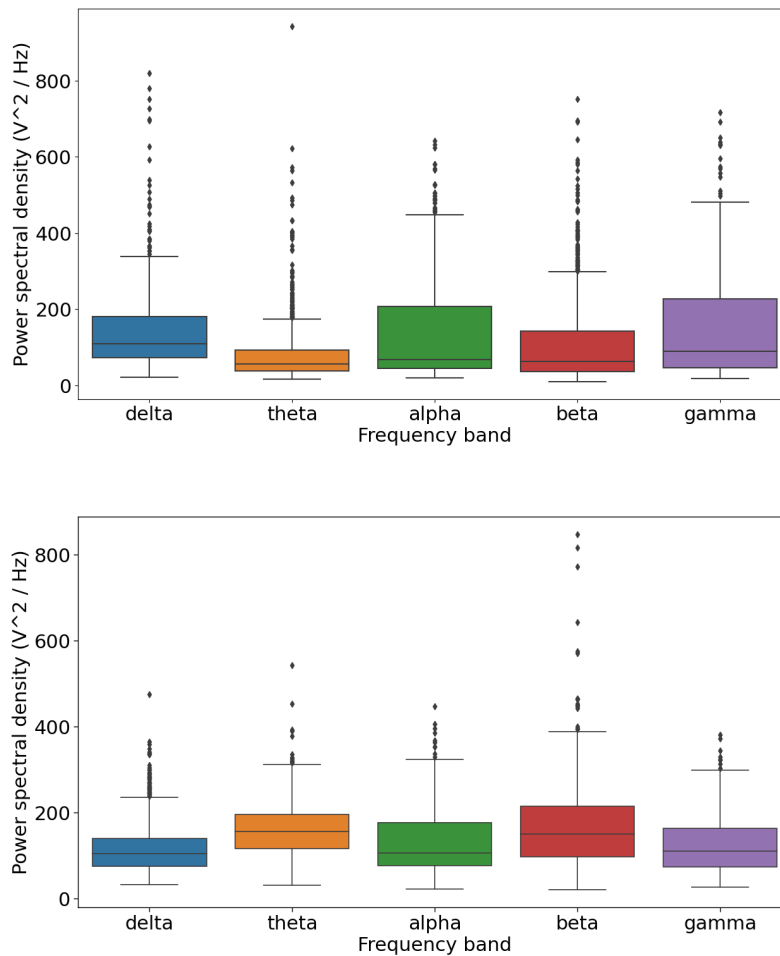 Power spectral density (V^2 / Hz)
800
600
400
200
0
delta theta alpha beta gamma
Frequency band
Power spectral density (V^2 / Hz)
800
600
400
200
0
delta theta alpha beta gamma
Frequency band